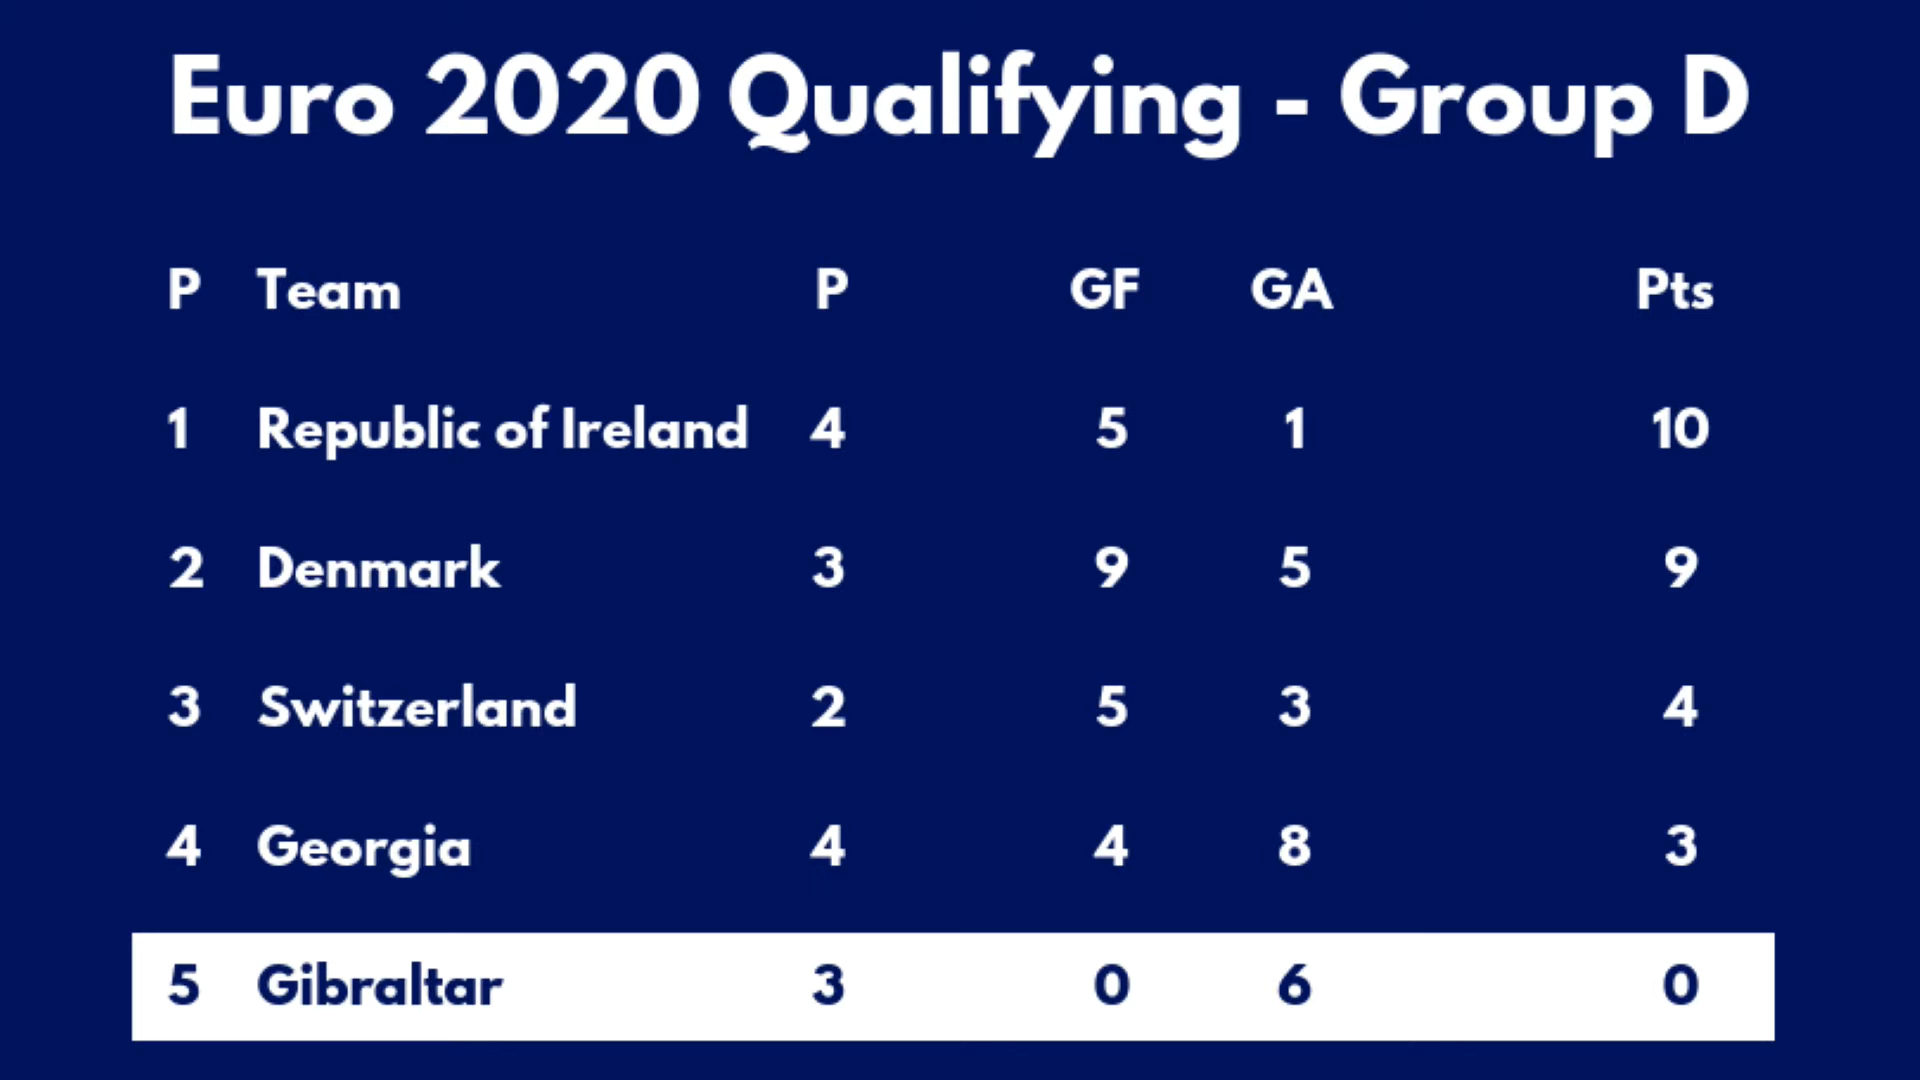 Euro 2020 Qualifying - Group D
P Team P GF GA Pts
1 Republic of Ireland 4 5 1 10
2 Denmark 3 9 5 9
3 Switzerland 2 5 3 4
4 Georgia 4 4 8 3
5 Gibraltar 3 0 6 0